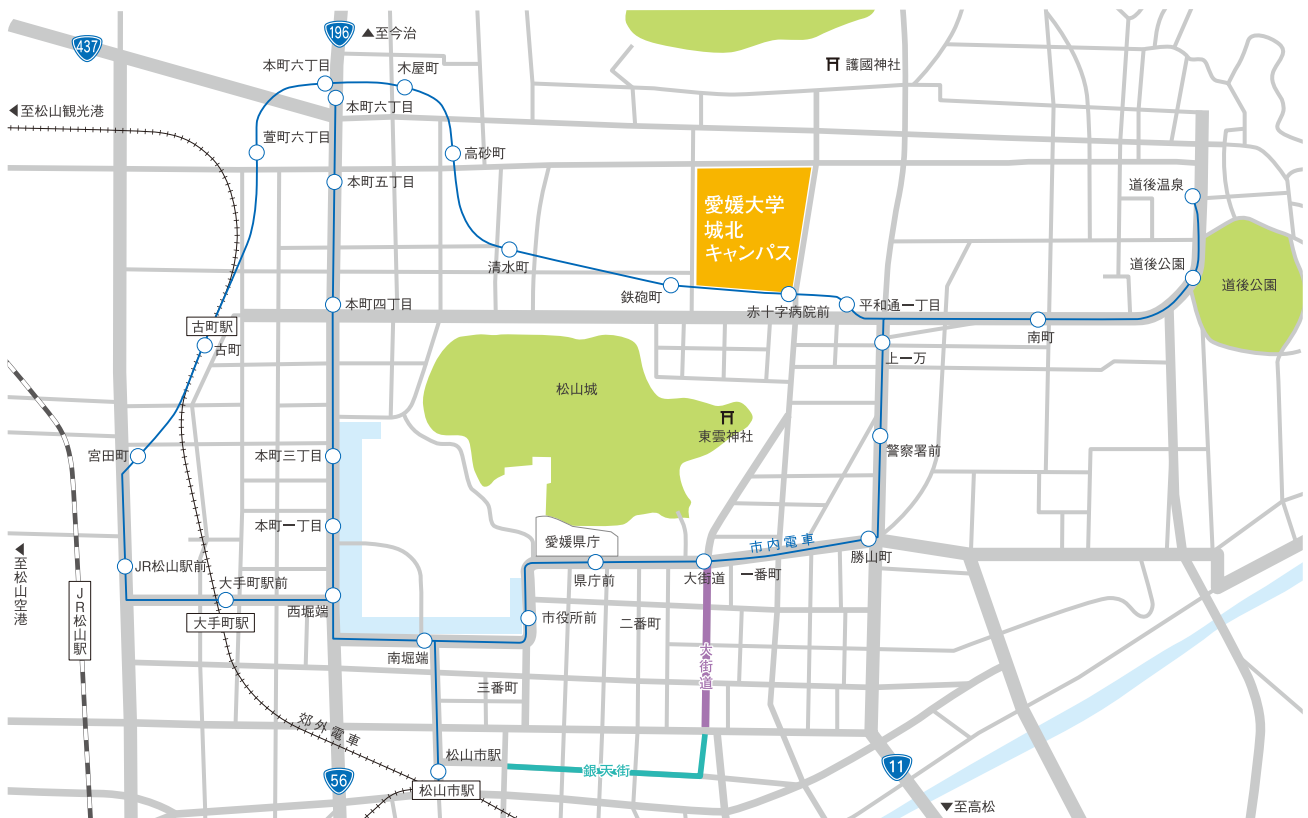 196
▲至今治
437
本町六丁目
木屋町
護國神社
本町六丁目
◀至松山観光港
萱町六丁目
高砂町
本町五丁目
道後温泉
愛媛大学
城北
キャンパス
清水町
道後公園
道後公園
鉄砲町
本町四丁目
赤十字病院前
平和通一丁目
古町駅
南町
古町
上一万
松山城
東雲神社
宮田町
本町三丁目
警察署前
本町一丁目
愛媛県庁
市内電車
◀至松山空港
JR松山駅前
大手町駅前
県庁前
大街道
一番町
勝山町
JR松山駅
大手町駅
西堀端
市役所前
二番町
南堀端
大街道
三番町
郊外電車
松山市駅
銀天街
56
11
松山市駅
▼至高松